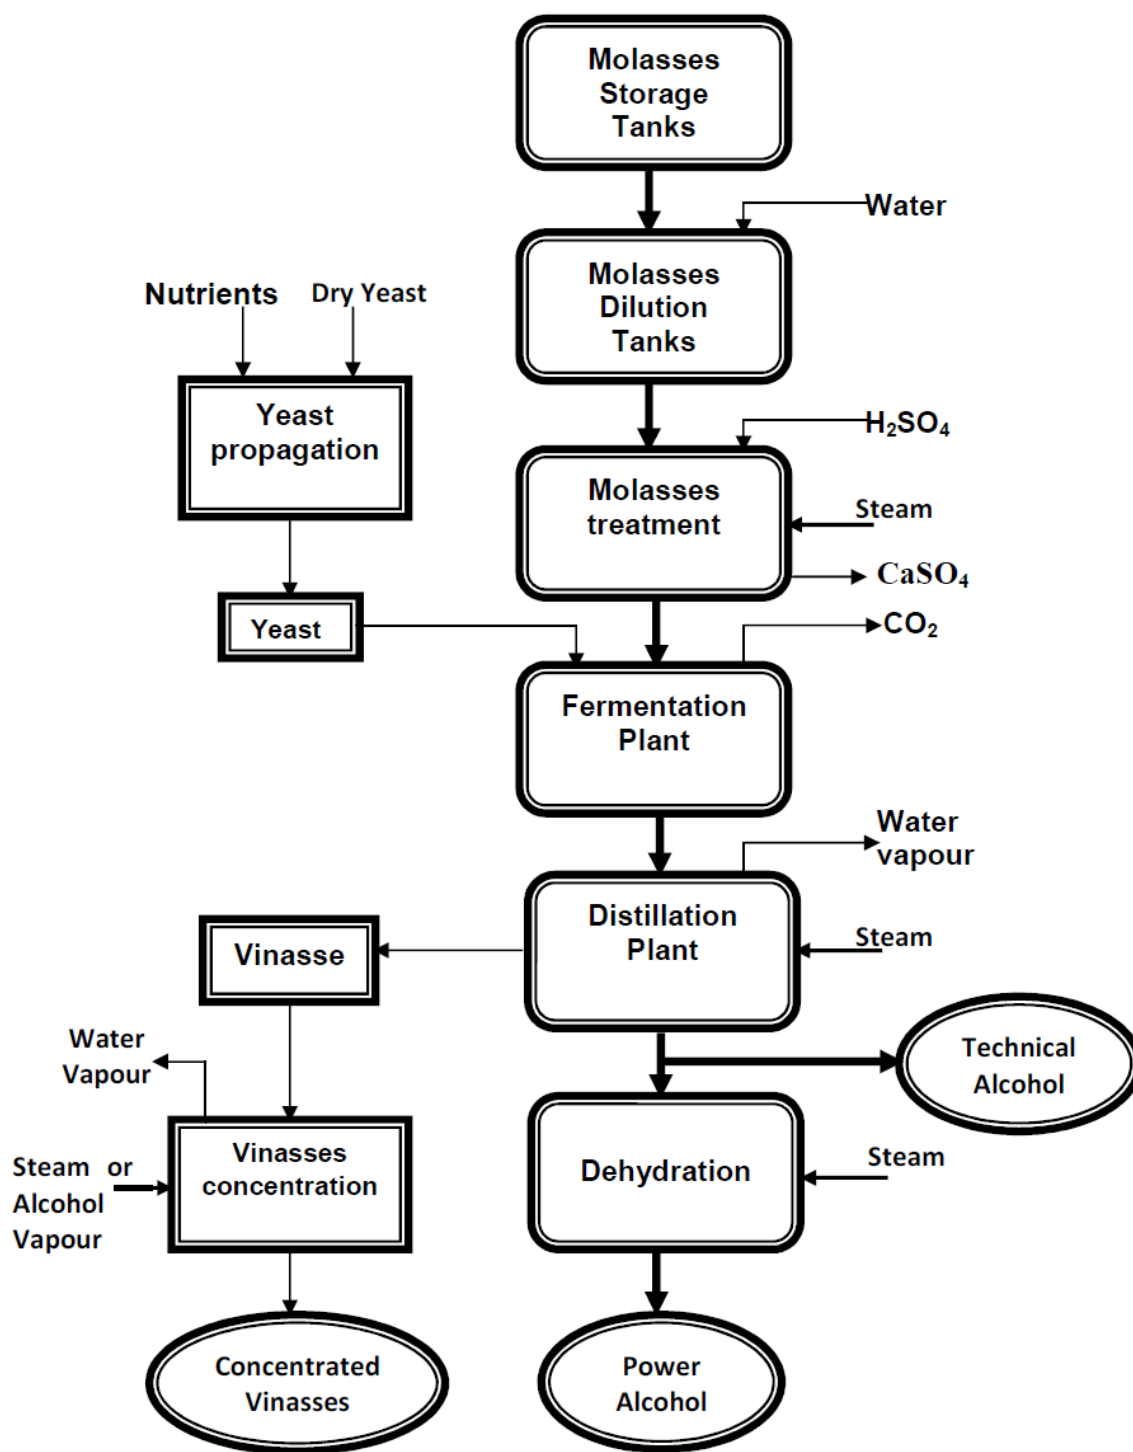 Molasses
Storage
Tanks
Water
Molasses
Dilution
Tanks
Nutrients
Dry Yeast
Yeast
propagation
H₂SO₄
Molasses
treatment
Steam
CaSO₄
CO₂
Yeast
Fermentation
Plant
Water
vapour
Distillation
Plant
Steam
Vinasse
Water
Vapour
Technical
Alcohol
Vinasses
concentration
Steam or
Alcohol
Vapour
Dehydration
Steam
Concentrated
Vinasses
Power
Alcohol